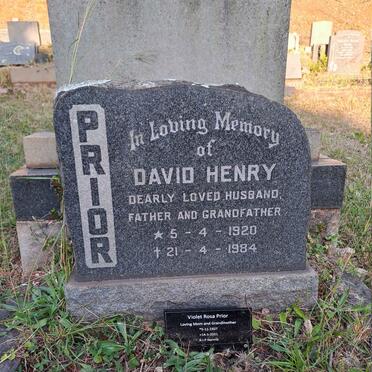 PRIOR
In Loving Memory
of
DAVID HENRY
DEARLY LOVED HUSBAND,
FATHER AND GRANDFATHER
★ 5 - 4 - 1920
✝ 21 - 4 - 1984
Violet Rosa Prior
Loving Mom and Grandmother